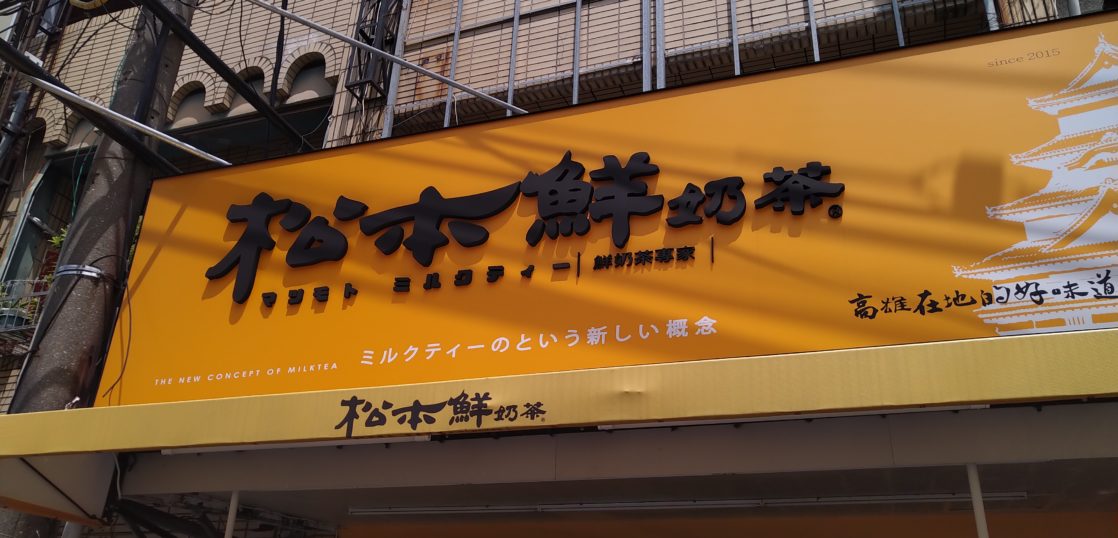 since 2015
松本鮮奶茶®
マツモト ミルクティー｜鮮奶茶專家｜
高雄在地的好味道
ミルクティーのという新しい概念
THE NEW CONCEPT OF MILKTEA
松本鮮奶茶®